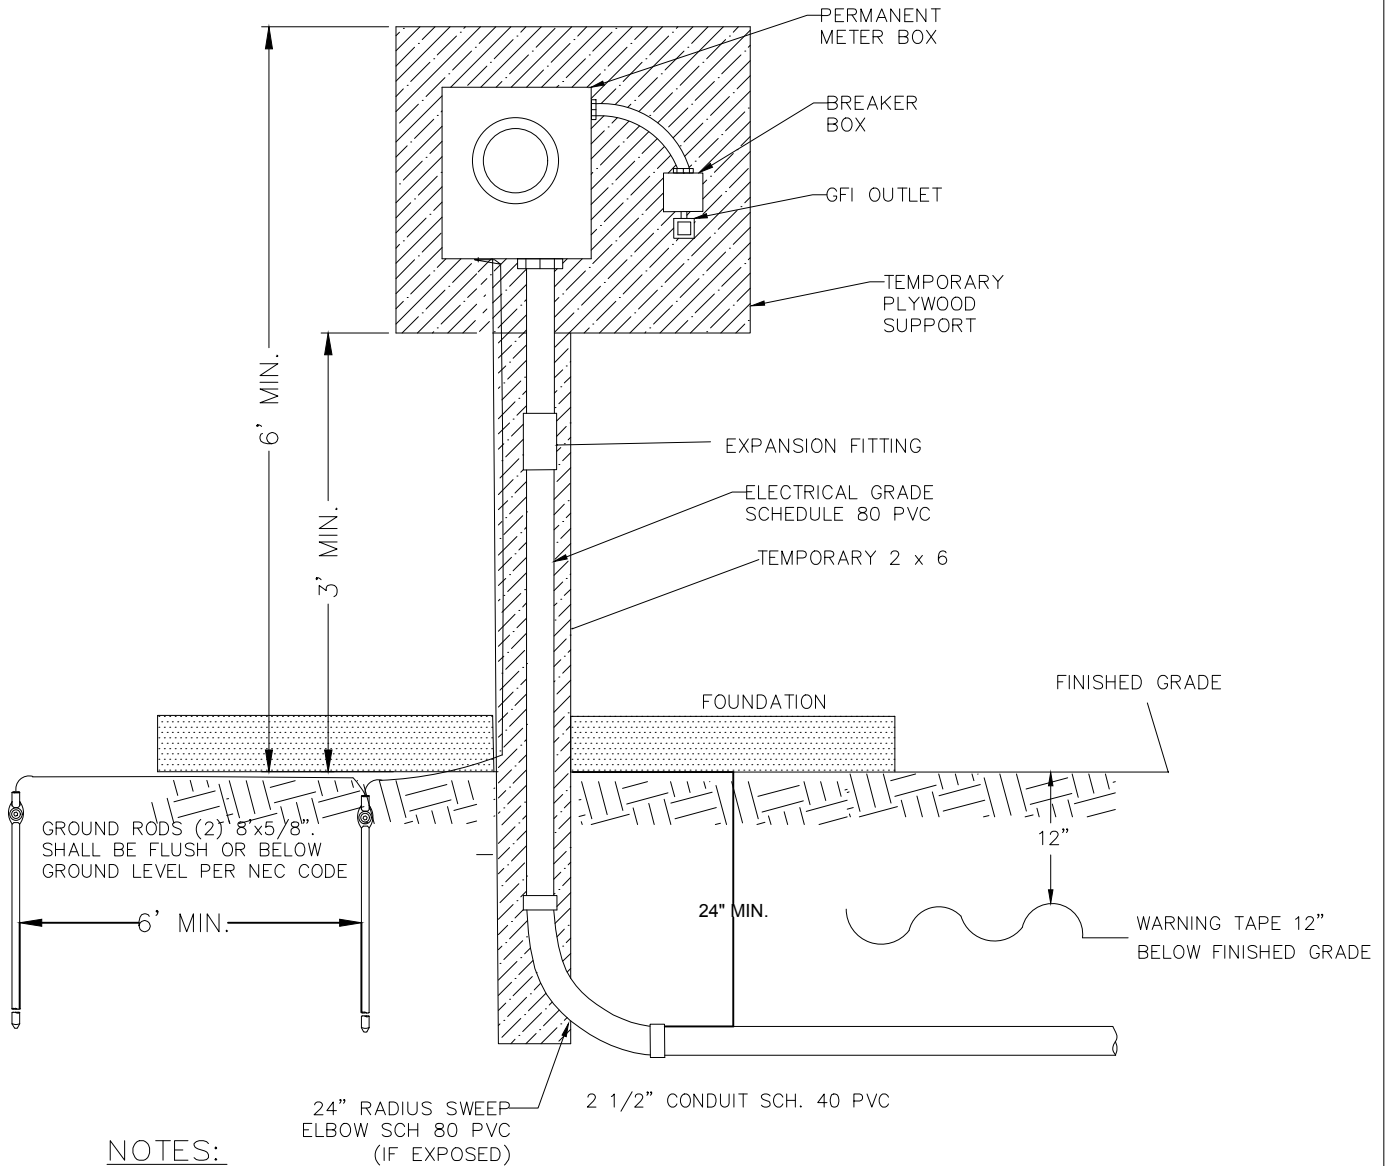 PERMANENT
METER BOX
BREAKER
BOX
GFI OUTLET
TEMPORARY
PLYWOOD
SUPPORT
6' MIN.
3' MIN.
EXPANSION FITTING
ELECTRICAL GRADE
SCHEDULE 80 PVC
TEMPORARY 2 x 6
FOUNDATION
FINISHED GRADE
GROUND RODS (2) 8'x5/8".
SHALL BE FLUSH OR BELOW
GROUND LEVEL PER NEC CODE
12"
6' MIN.
24" MIN.
WARNING TAPE 12"
BELOW FINISHED GRADE
24" RADIUS SWEEP
ELBOW SCH 80 PVC
(IF EXPOSED)
2 1/2" CONDUIT SCH. 40 PVC
NOTES: